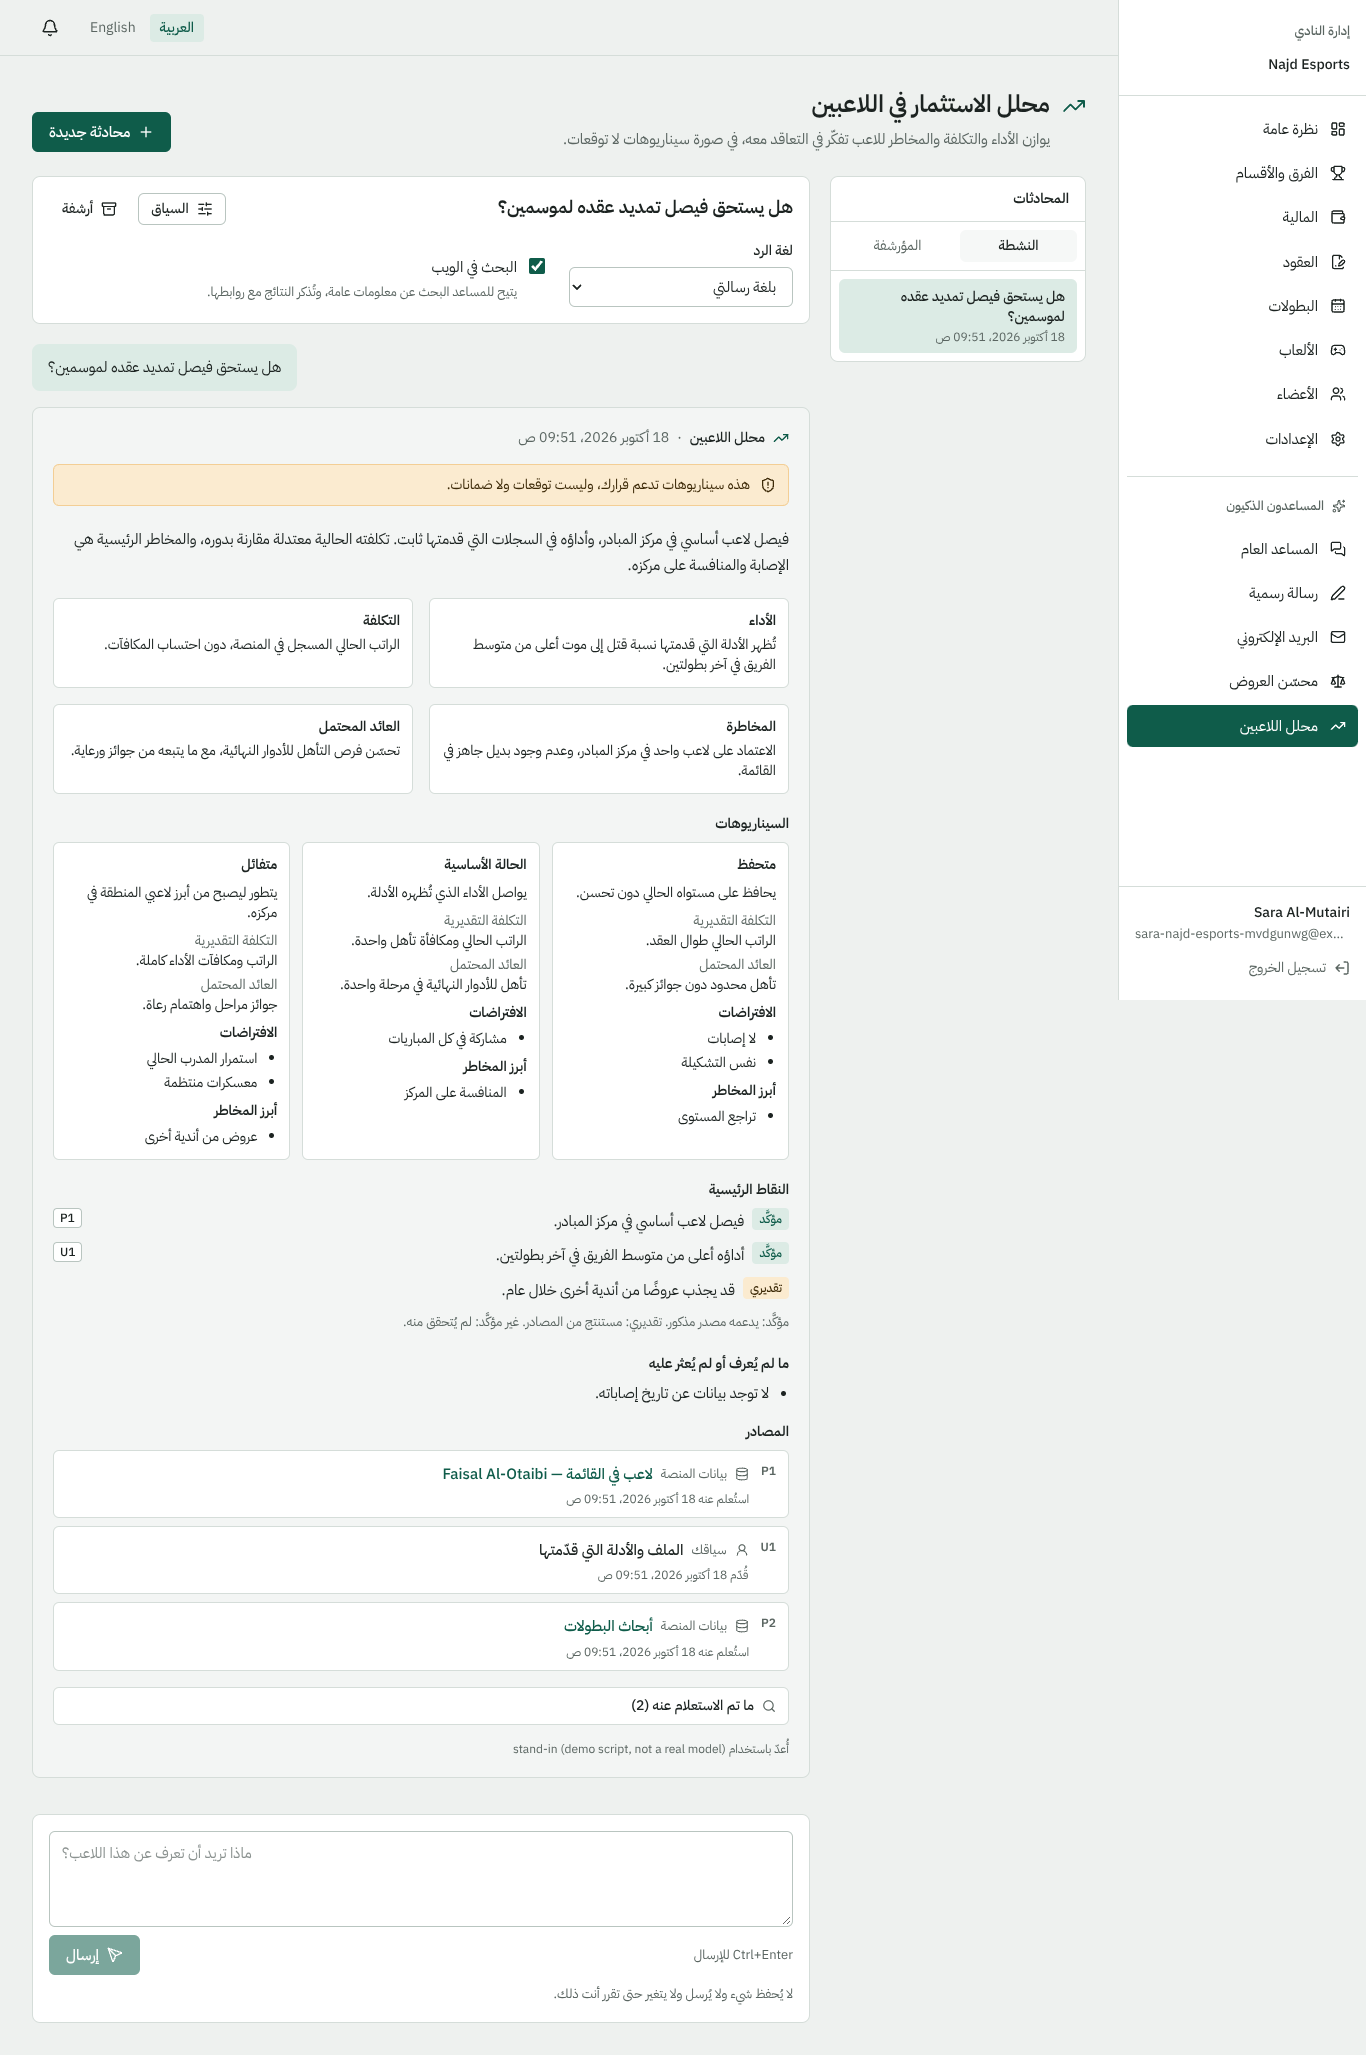 إدارة النادي
Najd Esports
نظرة عامة
الفرق والأقسام
المالية
العقود
البطولات
الألعاب
الأعضاء
الإعدادات
المساعدون الذكيون
المساعد العام
رسالة رسمية
البريد الإلكتروني
محسّن العروض
محلل اللاعبين
Sara Al-Mutairi
sara-najd-esports-mvdgunwg@ex...
تسجيل الخروج
العربية
English
محلل الاستثمار في اللاعبين
يوازن الأداء والتكلفة والمخاطر للاعب تفكّر في التعاقد معه، في صورة سيناريوهات لا توقعات.
محادثة جديدة
المحادثات
النشطة
المؤرشفة
هل يستحق فيصل تمديد عقده
لموسمين؟
18 أكتوبر 2026، 09:51 ص
هل يستحق فيصل تمديد عقده لموسمين؟
السياق
أرشفة
لغة الرد
بلغة رسالتي
البحث في الويب
يتيح للمساعد البحث عن معلومات عامة، وتُذكر النتائج مع روابطها.
هل يستحق فيصل تمديد عقده لموسمين؟
محلل اللاعبين · 18 أكتوبر 2026، 09:51 ص
هذه سيناريوهات تدعم قرارك، وليست توقعات ولا ضمانات.
فيصل لاعب أساسي في مركز المبادر، وأداؤه في السجلات التي قدمتها ثابت. تكلفته الحالية معتدلة مقارنة بدوره، والمخاطر الرئيسية هي
الإصابة والمنافسة على مركزه.
الأداء
تُظهر الأدلة التي قدمتها نسبة قتل إلى موت أعلى من متوسط
الفريق في آخر بطولتين.
التكلفة
الراتب الحالي المسجل في المنصة، دون احتساب المكافآت.
المخاطرة
الاعتماد على لاعب واحد في مركز المبادر، وعدم وجود بديل جاهز في
القائمة.
العائد المحتمل
تحسّن فرص التأهل للأدوار النهائية، مع ما يتبعه من جوائز ورعاية.
السيناريوهات
متحفظ
يحافظ على مستواه الحالي دون تحسن.
التكلفة التقديرية
الراتب الحالي طوال العقد.
العائد المحتمل
تأهل محدود دون جوائز كبيرة.
الافتراضات
لا إصابات
نفس التشكيلة
أبرز المخاطر
تراجع المستوى
الحالة الأساسية
يواصل الأداء الذي تُظهره الأدلة.
التكلفة التقديرية
الراتب الحالي ومكافأة تأهل واحدة.
العائد المحتمل
تأهل للأدوار النهائية في مرحلة واحدة.
الافتراضات
مشاركة في كل المباريات
أبرز المخاطر
المنافسة على المركز
متفائل
يتطور ليصبح من أبرز لاعبي المنطقة في
مركزه.
التكلفة التقديرية
الراتب ومكافآت الأداء كاملة.
العائد المحتمل
جوائز مراحل واهتمام رعاة.
الافتراضات
استمرار المدرب الحالي
معسكرات منتظمة
أبرز المخاطر
عروض من أندية أخرى
النقاط الرئيسية
مؤكَّد فيصل لاعب أساسي في مركز المبادر. P1
مؤكَّد أداؤه أعلى من متوسط الفريق في آخر بطولتين. U1
تقديري قد يجذب عروضًا من أندية أخرى خلال عام.
مؤكَّد: يدعمه مصدر مذكور. تقديري: مستنتج من المصادر. غير مؤكَّد: لم يُتحقق منه.
ما لم يُعرف أو لم يُعثر عليه
لا توجد بيانات عن تاريخ إصاباته.
المصادر
P1 بيانات المنصة لاعب في القائمة — Faisal Al-Otaibi
استُعلم عنه 18 أكتوبر 2026، 09:51 ص
U1 سياقك الملف والأدلة التي قدّمتها
قُدّم 18 أكتوبر 2026، 09:51 ص
P2 بيانات المنصة أبحاث البطولات
استُعلم عنه 18 أكتوبر 2026، 09:51 ص
ما تم الاستعلام عنه (2)
أُعدّ باستخدام stand-in (demo script, not a real model)
ماذا تريد أن تعرف عن هذا اللاعب؟
Ctrl+Enter للإرسال
إرسال
لا يُحفظ شيء ولا يُرسل ولا يتغير حتى تقرر أنت ذلك.